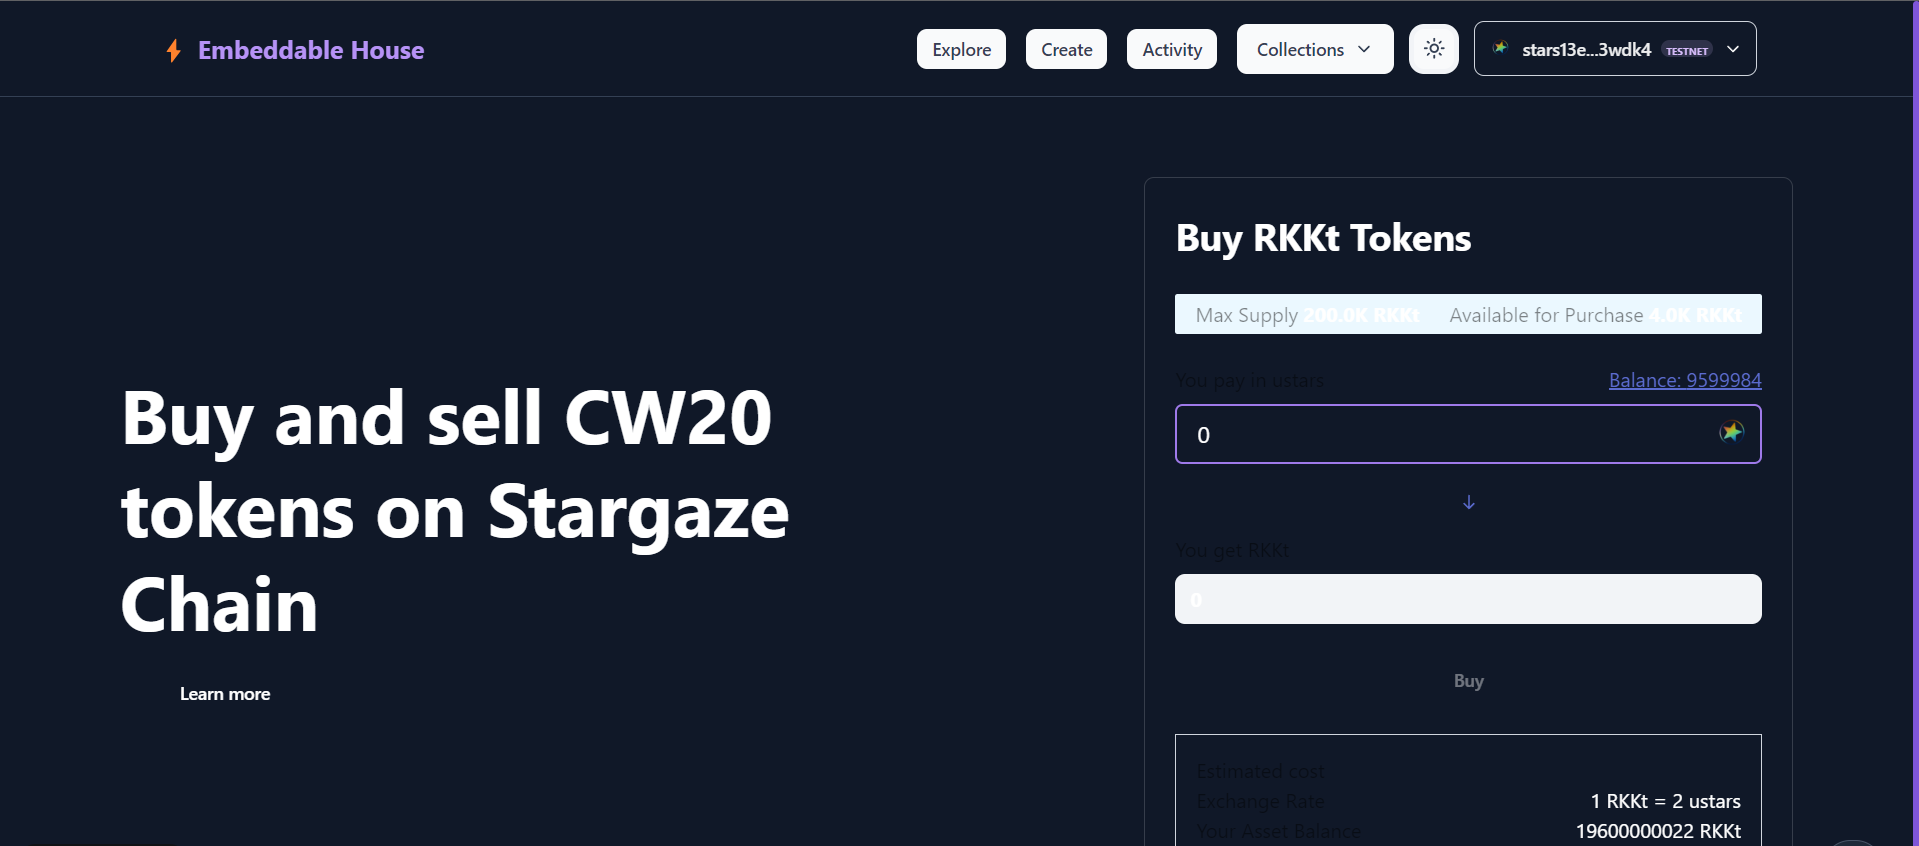 Embeddable House
Explore
Create
Activity
Collections
stars13e...3wdk4 TESTNET
Buy and sell CW20
tokens on Stargaze
Chain
Learn more
Buy RKKt Tokens
Max Supply 200.0K RKKt Available for Purchase 4.0K RKKt
You pay in ustars
Balance: 9599984
0
You get RKKt
0
Buy
Estimated cost
Exchange Rate 1 RKKt = 2 ustars
Your Asset Balance 19600000022 RKKt